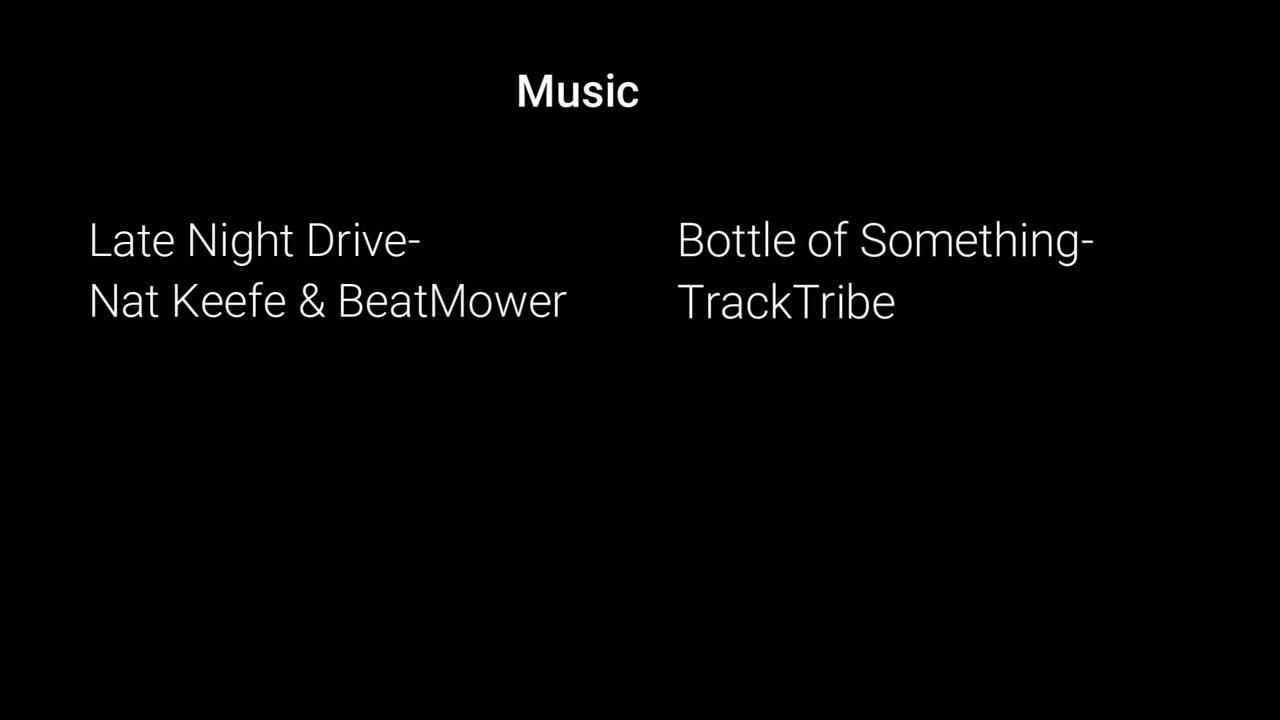 Music
Late Night Drive-
Nat Keefe & BeatMower
Bottle of Something-
TrackTribe